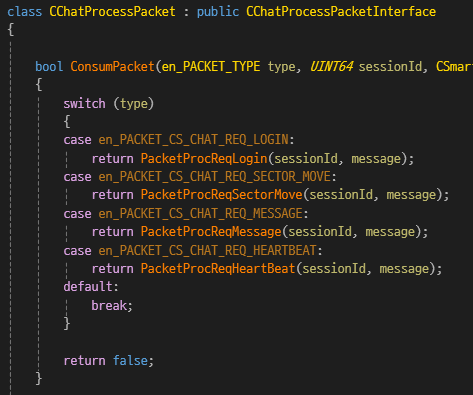 class CChatProcessPacket : public CChatProcessPacketInterface
{
bool ConsumPacket(en_PACKET_TYPE type, UINT64 sessionId, CSmar
{
switch (type)
{
case en_PACKET_CS_CHAT_REQ_LOGIN:
return PacketProcReqLogin(sessionId, message);
case en_PACKET_CS_CHAT_REQ_SECTOR_MOVE:
return PacketProcReqSectorMove(sessionId, message);
case en_PACKET_CS_CHAT_REQ_MESSAGE:
return PacketProcReqMessage(sessionId, message);
case en_PACKET_CS_CHAT_REQ_HEARTBEAT:
return PacketProcReqHeartBeat(sessionId, message);
default:
break;
}
return false;
}